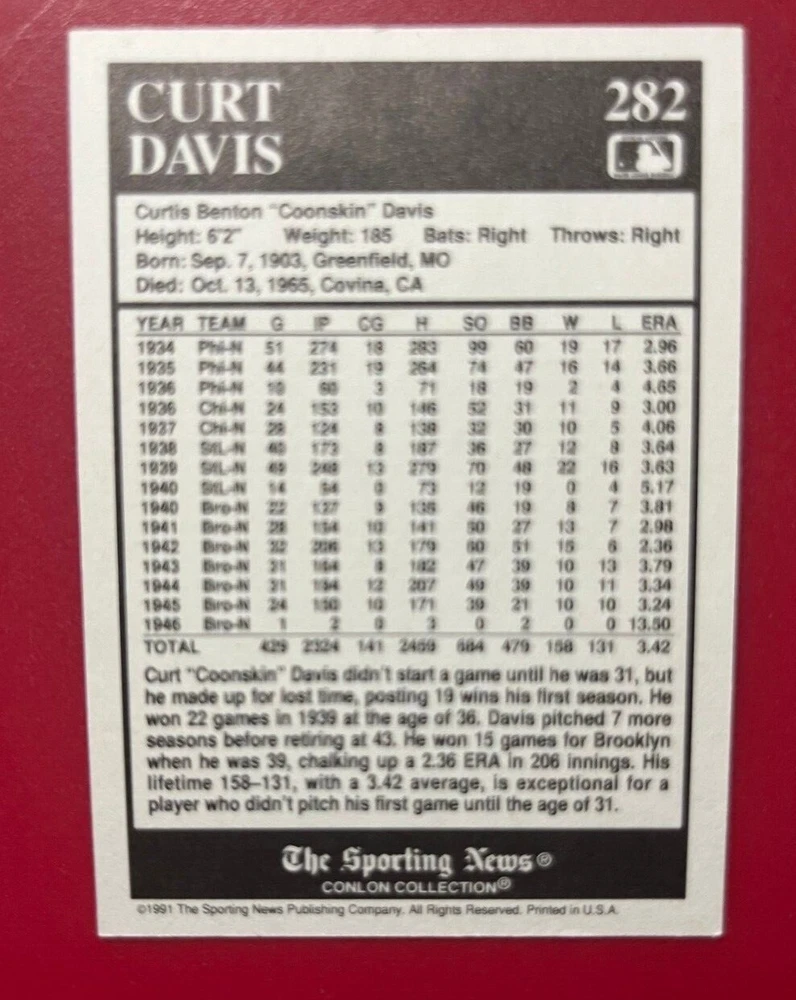 CURT
DAVIS
282
Curtis Benton "Coonskin" Davis
Height: 6'2" Weight: 185 Bats: Right Throws: Right
Born: Sep. 7, 1903, Greenfield, MO
Died: Oct. 13, 1965, Covina, CA
YEAR TEAM G IP CG H SO BB W L ERA
1934 Phil-N 51 274 18 283 99 60 19 17 2.96
1935 Phil-N 44 231 19 264 74 47 16 14 3.66
1936 Phil-N 10 60 3 71 18 19 2 4 4.65
1936 Chi-N 24 153 10 146 52 31 11 9 3.00
1937 Chi-N 28 124 8 138 32 30 10 5 4.06
1938 StL-N 40 173 8 187 36 27 12 8 3.64
1939 StL-N 49 248 13 279 70 48 22 16 3.63
1940 StL-N 14 54 0 73 12 19 0 4 5.17
1940 Bro-N 22 137 9 135 46 19 8 7 3.81
1941 Bro-N 28 154 10 141 50 27 13 7 2.98
1942 Bro-N 32 206 13 179 60 51 15 6 2.36
1943 Bro-N 31 164 8 182 47 39 10 13 3.79
1944 Bro-N 31 194 12 207 49 39 10 11 3.34
1945 Bro-N 24 150 10 171 39 21 10 10 3.24
1946 Bro-N 1 2 0 3 0 2 0 0 13.50
TOTAL 429 2324 141 2459 684 479 158 131 3.42
Curt "Coonskin" Davis didn't start a game until he was 31, but
he made up for lost time, posting 19 wins his first season. He
won 22 games in 1939 at the age of 36. Davis pitched 7 more
seasons before retiring at 43. He won 15 games for Brooklyn
when he was 39, chalking up a 2.36 ERA in 206 innings. His
lifetime 158–131, with a 3.42 average, is exceptional for a
player who didn't pitch his first game until the age of 31.
The Sporting News®
CONLON COLLECTION®
©1991 The Sporting News Publishing Company. All Rights Reserved. Printed in U.S.A.